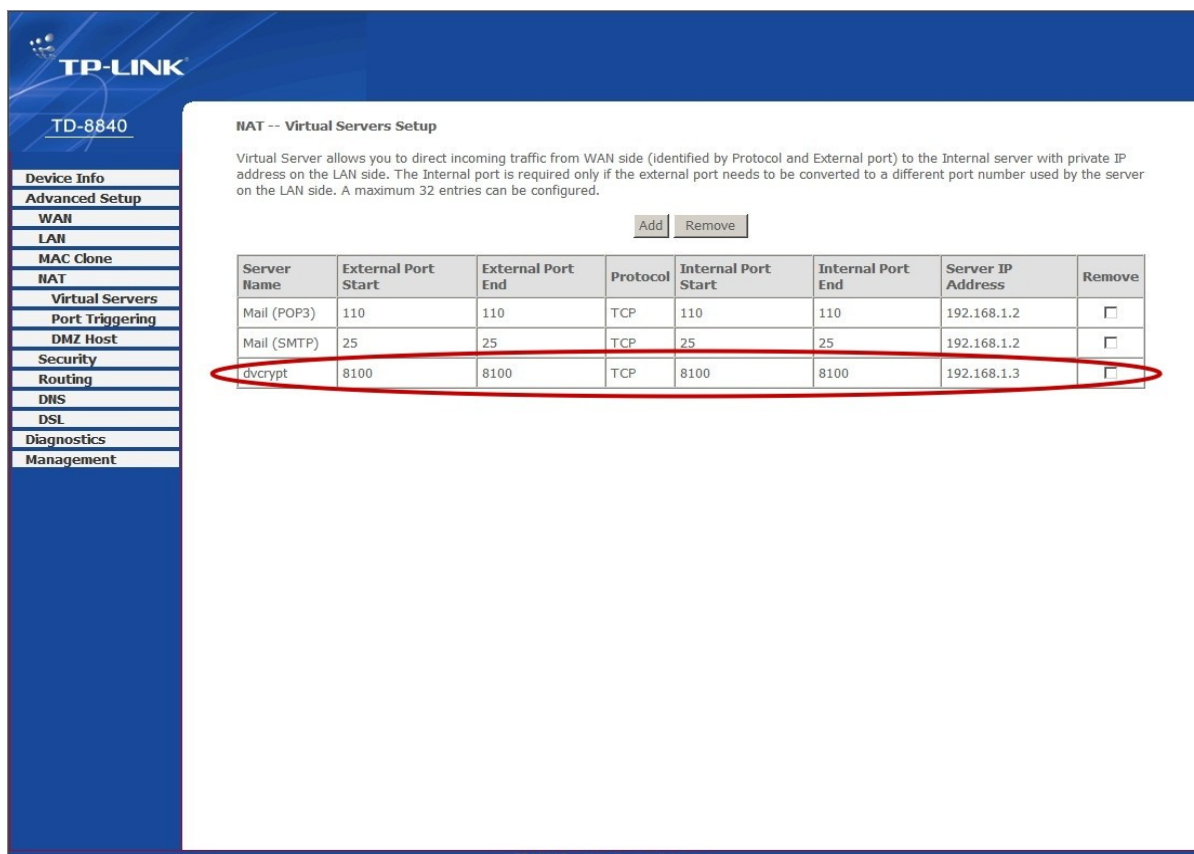 TP-LINK
TD-8840
Device Info
Advanced Setup
WAN
LAN
MAC Clone
NAT
Virtual Servers
Port Triggering
DMZ Host
Security
Routing
DNS
DSL
Diagnostics
Management
NAT -- Virtual Servers Setup
Virtual Server allows you to direct incoming traffic from WAN side (identified by Protocol and External port) to the Internal server with private IP
address on the LAN side. The Internal port is required only if the external port needs to be converted to a different port number used by the server
on the LAN side. A maximum 32 entries can be configured.
Add Remove
Server Name External Port Start External Port End Protocol Internal Port Start Internal Port End Server IP Address Remove
Mail (POP3) 110 110 TCP 110 110 192.168.1.2
Mail (SMTP) 25 25 TCP 25 25 192.168.1.2
dvcrypt 8100 8100 TCP 8100 8100 192.168.1.3